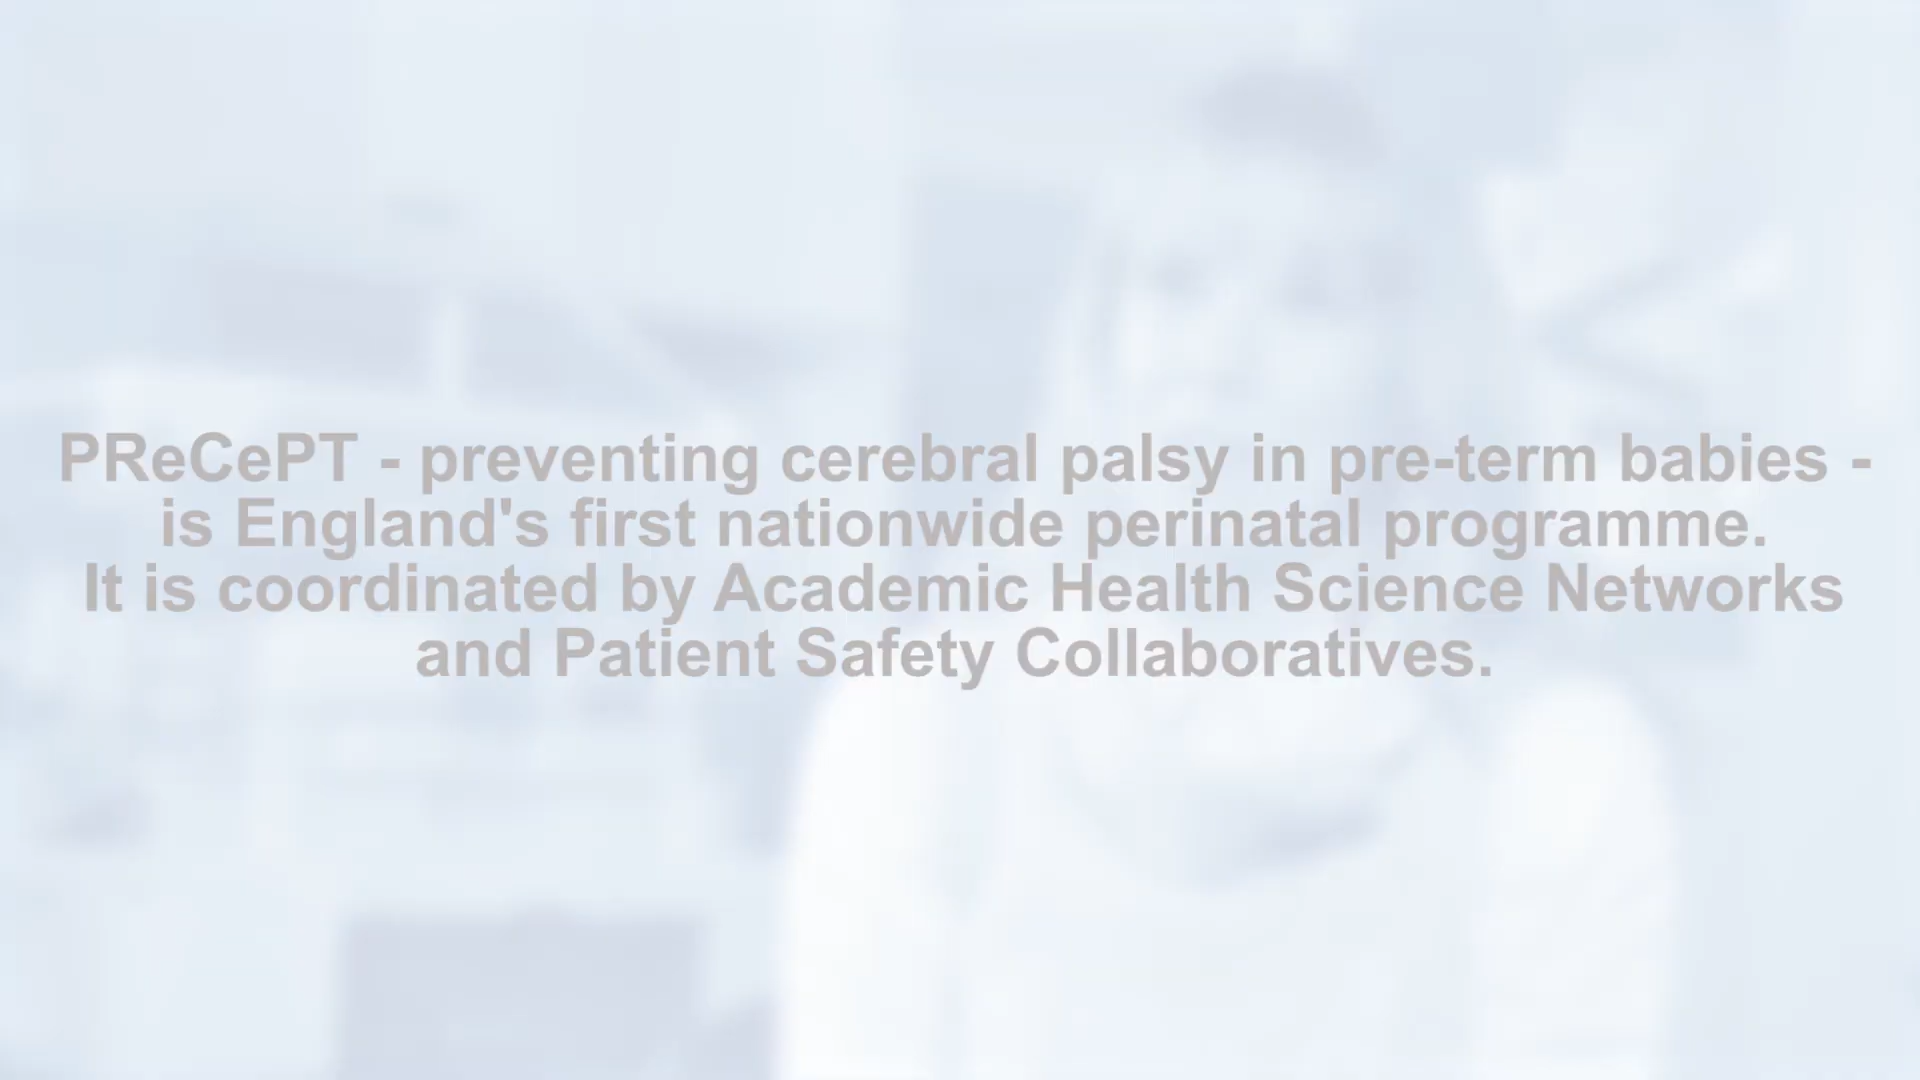 PReCePT - preventing cerebral palsy in pre-term babies -
is England's first nationwide perinatal programme.
It is coordinated by Academic Health Science Networks
and Patient Safety Collaboratives.